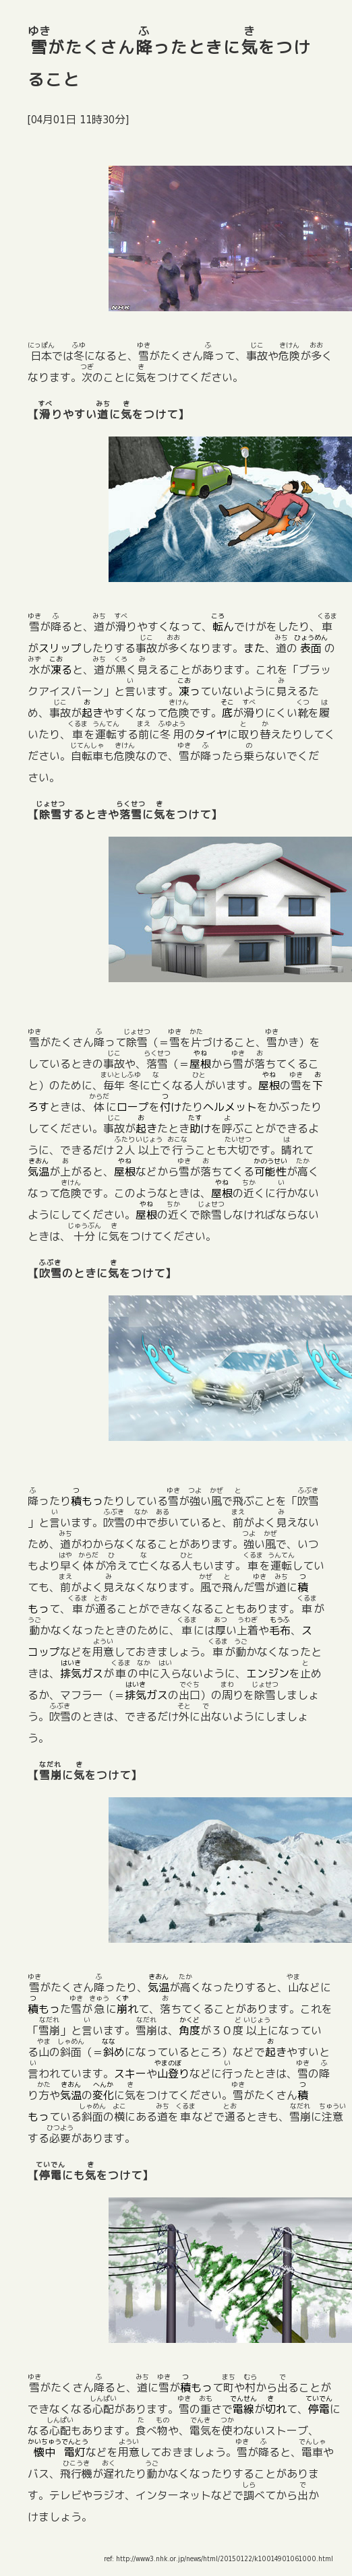 雪がたくさん降ったときに気をつけ
ること
[04月01日 11時30分]
NHK
日本では冬になると、雪がたくさん降って、事故や危険が多く
なります。次のことに気をつけてください。
【滑りやすい道に気をつけて】
雪が降ると、道が滑りやすくなって、転んでけがをしたり、車
がスリップしたりする事故が多くなります。また、道の表面の
水が凍ると、道が黒く見えることがあります。これを「ブラッ
クアイスバーン」と言います。凍っていないように見えるた
め、事故が起きやすくなって危険です。底が滑りにくい靴を履
いたり、車を運転する前に冬用のタイヤに取り替えたりしてく
ださい。自転車も危険なので、雪が降ったら乗らないでくだ
さい。
【除雪するときや落雪に気をつけて】
雪がたくさん降って除雪（＝雪を片づけること、雪かき）を
しているときの事故や、落雪（＝屋根から雪が落ちてくるこ
と）のために、毎年冬に亡くなる人がいます。屋根の雪を下
ろすときは、体にロープを付けたりヘルメットをかぶったり
してください。事故が起きたとき助けを呼ぶことができるよ
うに、できるだけ２人以上で行うことも大切です。晴れて
気温が上がると、屋根などから雪が落ちてくる可能性が高く
なって危険です。このようなときは、屋根の近くに行かない
ようにしてください。屋根の近くで除雪しなければならない
ときは、十分に気をつけてください。
【吹雪のときに気をつけて】
降ったり積もったりしている雪が強い風で飛ぶことを「吹雪
」と言います。吹雪の中で歩いていると、前がよく見えない
ため、道がわからなくなることがあります。強い風で、いつ
もより早く体が冷えて亡くなる人もいます。車を運転してい
ても、前がよく見えなくなります。風で飛んだ雪が道に積
もって、車が通ることができなくなることもあります。車が
動かなくなったときのために、車には厚い上着や毛布、ス
コップなどを用意しておきましょう。車が動かなくなったと
きは、排気ガスが車の中に入らないように、エンジンを止め
るか、マフラー（＝排気ガスの出口）の周りを除雪しましょ
う。吹雪のときは、できるだけ外に出ないようにしましょ
う。
【雪崩に気をつけて】
雪がたくさん降ったり、気温が高くなったりすると、山などに
積もった雪が急に崩れて、落ちてくることがあります。これを
「雪崩」と言います。雪崩は、角度が３０度以上になってい
る山の斜面（＝斜めになっているところ）などで起きやすいと
言われています。スキーや山登りなどに行ったときは、雪の降
り方や気温の変化に気をつけてください。雪がたくさん積
もっている斜面の横にある道を車などで通るときも、雪崩に注意
する必要があります。
【停電にも気をつけて】
雪がたくさん降ると、道に雪が積もって町や村から出ることが
できなくなる心配があります。雪の重さで電線が切れて、停電に
なる心配もあります。食べ物や、電気を使わないストーブ、
懐中電灯などを用意しておきましょう。雪が降ると、電車や
バス、飛行機が遅れたり動かなくなったりすることがありま
す。テレビやラジオ、インターネットなどで調べてから出か
けましょう。
ref: http://www3.nhk.or.jp/news/html/20150122/k10014901061000.html